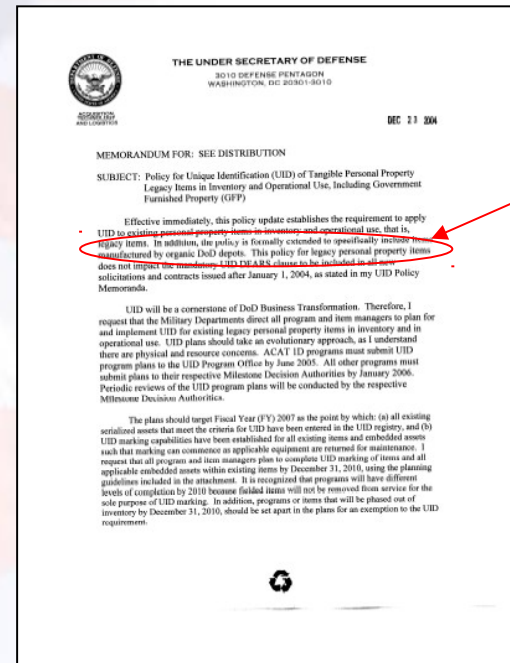 THE UNDER SECRETARY OF DEFENSE
3010 DEFENSE PENTAGON
WASHINGTON, DC 20301-3010
ACQUISITION,
TECHNOLOGY
AND LOGISTICS
DEC 23 2004
MEMORANDUM FOR: SEE DISTRIBUTION
SUBJECT: Policy for Unique Identification (UID) of Tangible Personal Property
Legacy Items in Inventory and Operational Use, Including Government
Furnished Property (GFP)
Effective immediately, this policy update establishes the requirement to apply
UID to existing personal property items in inventory and operational use, that is,
legacy items. In addition, the policy is formally extended to specifically include items
manufactured by organic DoD depots. This policy for legacy personal property items
does not impact the mandatory UID DFARS clause to be included in all new
solicitations and contracts issued after January 1, 2004, as stated in my UID Policy
Memoranda.
UID will be a cornerstone of DoD Business Transformation. Therefore, I
request that the Military Departments direct all program and item managers to plan for
and implement UID for existing legacy personal property items in inventory and in
operational use. UID plans should take an evolutionary approach, as I understand
there are physical and resource concerns. ACAT 1D programs must submit UID
program plans to the UID Program Office by June 2005. All other programs must
submit plans to their respective Milestone Decision Authorities by January 2006.
Periodic reviews of the UID program plans will be conducted by the respective
Milestone Decision Authorities.
The plans should target Fiscal Year (FY) 2007 as the point by which: (a) all existing
serialized assets that meet the criteria for UID have been entered in the UID registry, and (b)
UID marking capabilities have been established for all existing items and embedded assets
such that marking can commence as applicable equipment are returned for maintenance. I
request that all program and item managers plan to complete UID marking of items and all
applicable embedded assets within existing items by December 31, 2010, using the planning
guidelines included in the attachment. It is recognized that programs will have different
levels of completion by 2010 because fielded items will not be removed from service for the
sole purpose of UID marking. In addition, programs or items that will be phased out of
inventory by December 31, 2010, should be set apart in the plans for an exemption to the UID
requirement.